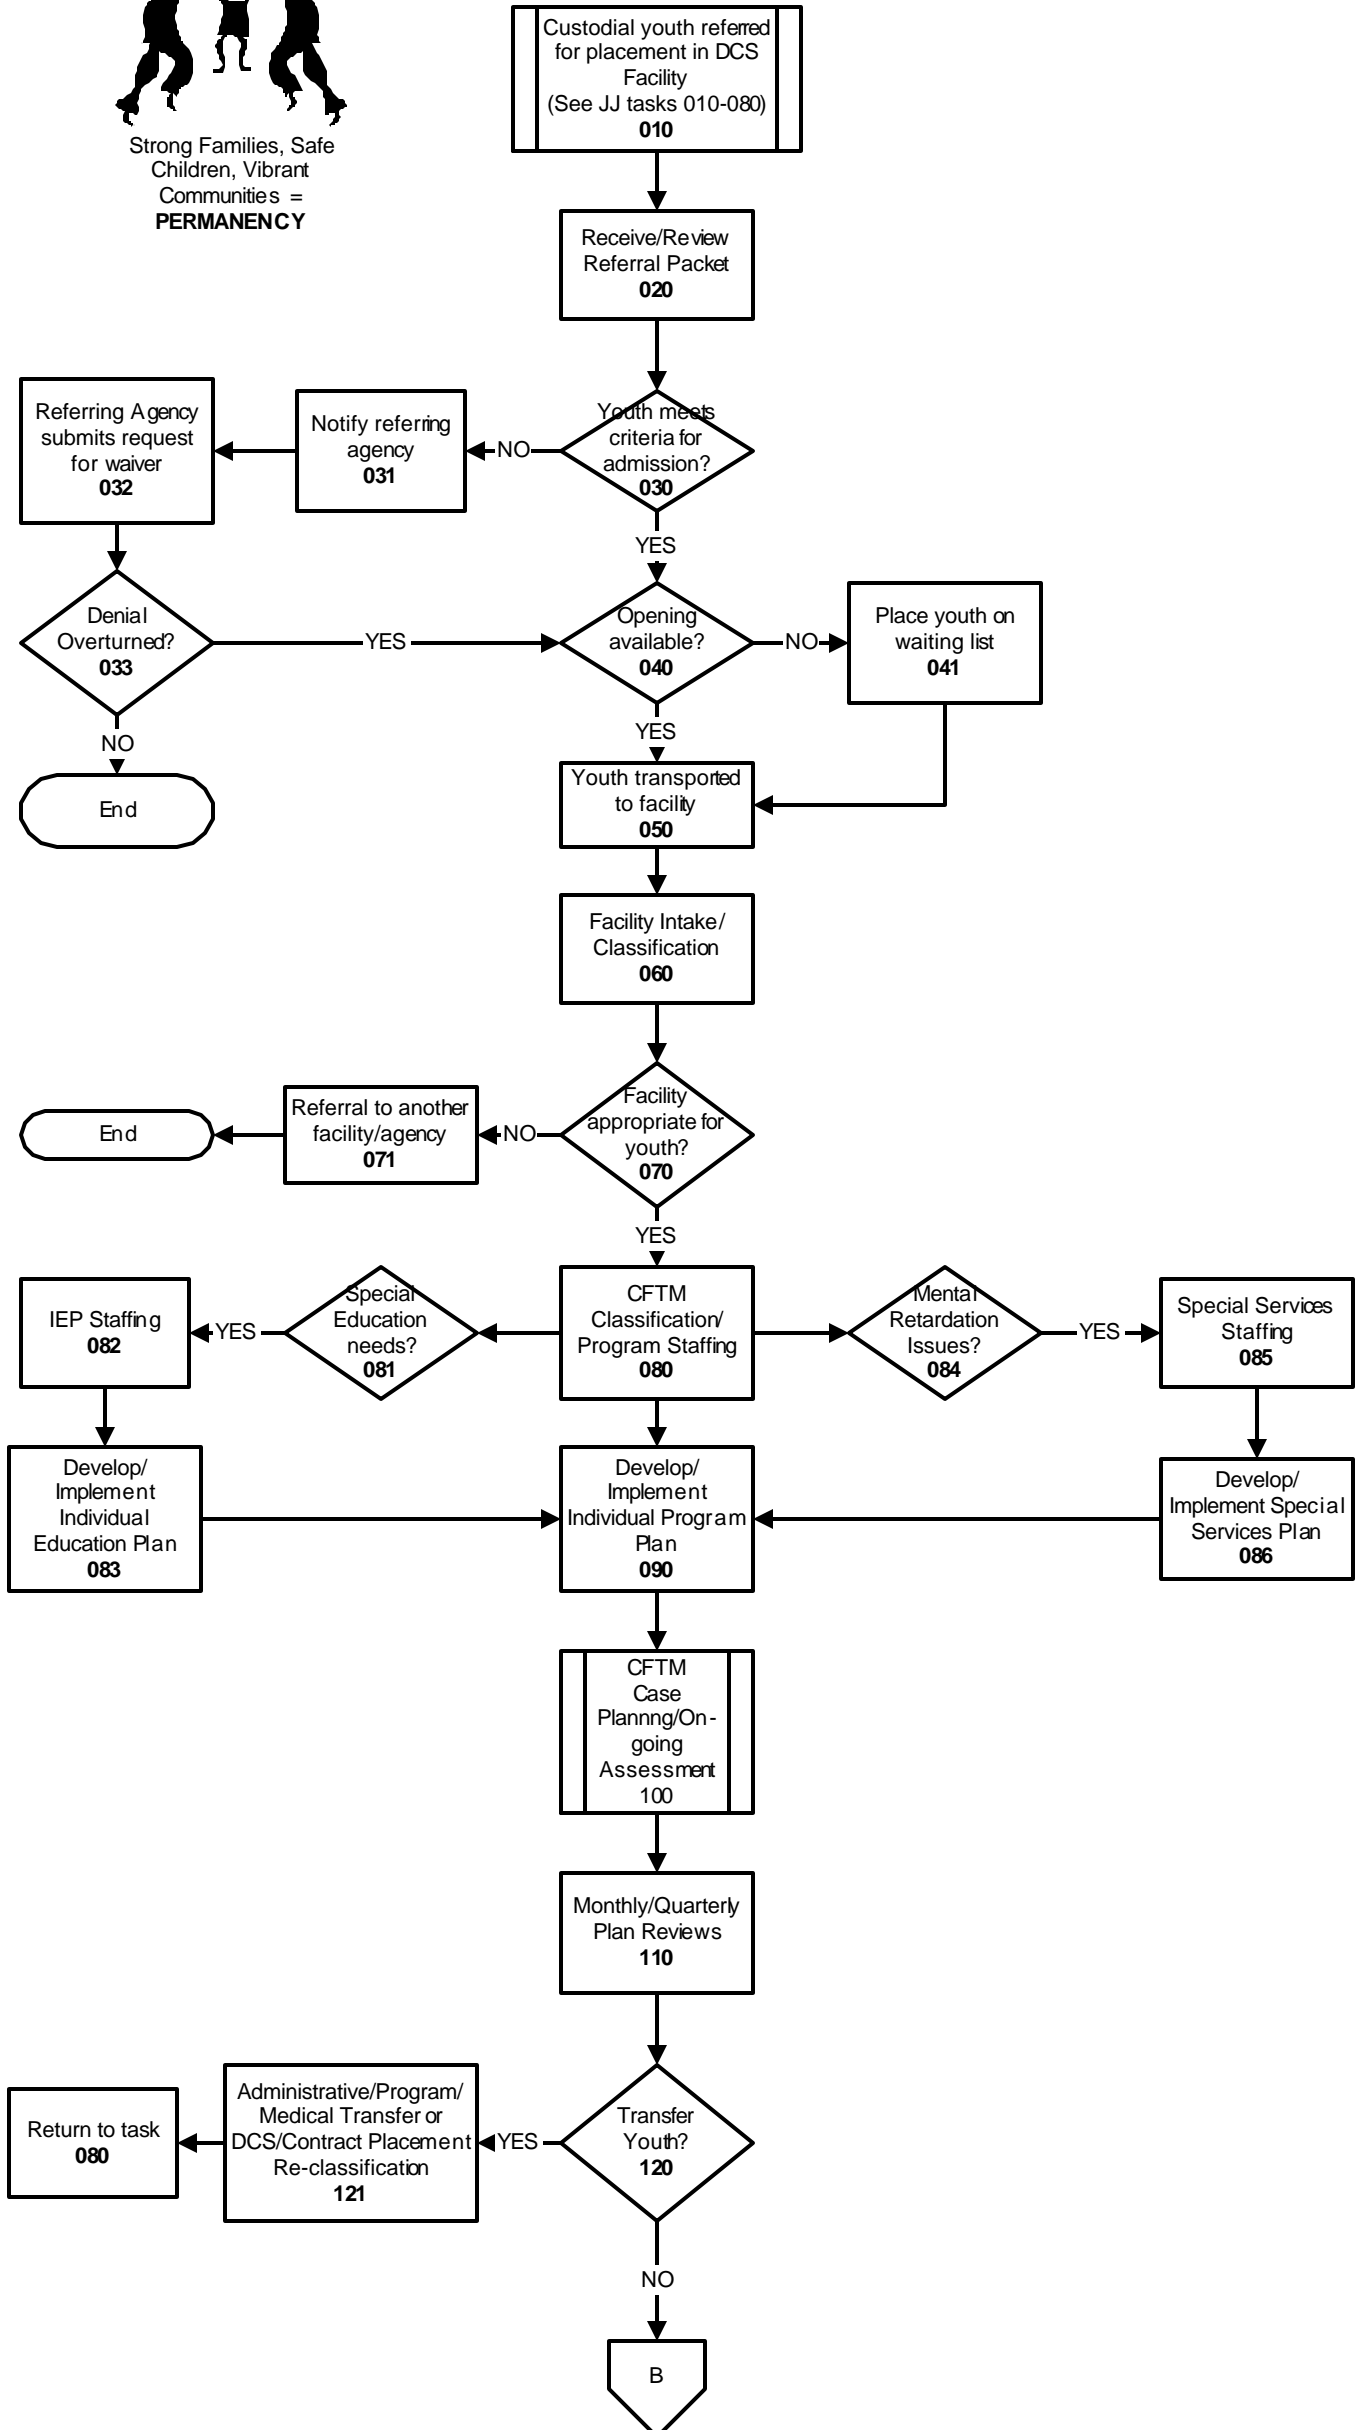 Custodial youth referred
for placement in DCS
Facility
(See JJ tasks 010-080)
010
Strong Families, Safe
Children, Vibrant
Communities =
PERMANENCY
Receive/Review
Referral Packet
020
Referring Agency
submits request
for waiver
032
Notify referring
agency
031
NO
Youth meets
criteria for
admission?
030
YES
Denial
Overturned?
033
YES
Opening
available?
040
NO
Place youth on
waiting list
041
NO
YES
End
Youth transported
to facility
050
Facility Intake/
Classification
060
End
Referral to another
facility/agency
071
NO
Facility
appropriate for
youth?
070
YES
IEP Staffing
082
YES
Special
Education
needs?
081
CFTM
Classification/
Program Staffing
080
Mental
Retardation
Issues?
084
YES
Special Services
Staffing
085
Develop/
Implement
Individual
Education Plan
083
Develop/
Implement
Individual Program
Plan
090
Develop/
Implement Special
Services Plan
086
CFTM
Case
Plannng/On-
going
Assessment
100
Monthly/Quarterly
Plan Reviews
110
Return to task
080
Administrative/Program/
Medical Transfer or
DCS/Contract Placement
Re-classification
121
YES
Transfer
Youth?
120
NO
B